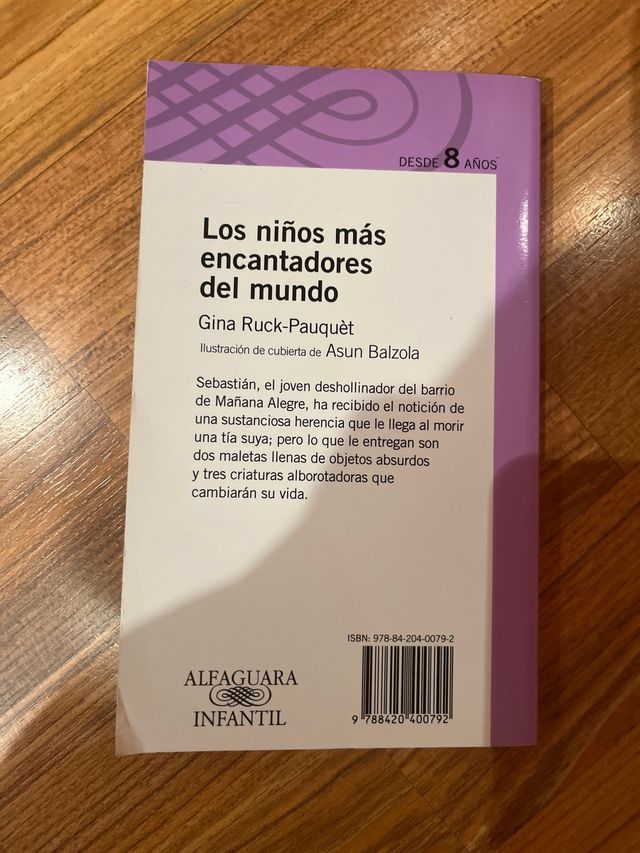 DESDE 8 AÑOS
Los niños más
encantadores
del mundo
Gina Ruck-Pauquèt
Ilustración de cubierta de Asun Balzola
Sebastián, el joven deshollinador del barrio
de Mañana Alegre, ha recibido el notición de
una sustanciosa herencia que le llega al morir
una tía suya; pero lo que le entregan son
dos maletas llenas de objetos absurdos
y tres criaturas alborotadoras que
cambiarán su vida.
ISBN: 978-84-204-0079-2
ALFAGUARA
INFANTIL
9 788420 400792